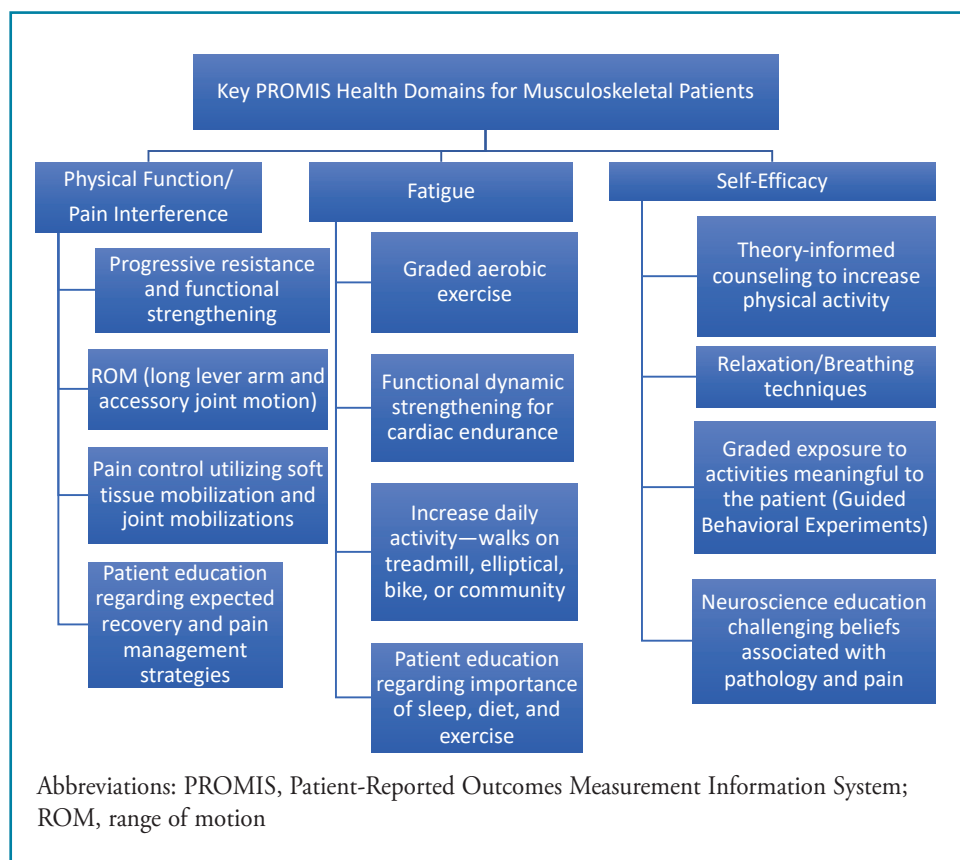 Key PROMIS Health Domains for Musculoskeletal Patients
Physical Function/
Pain Interference
Progressive resistance
and functional
strengthening
ROM (long lever arm and
accessory joint motion)
Pain control utilizing soft
tissue mobilization and
joint mobilizations
Patient education
regarding expected
recovery and pain
management
strategies
Fatigue
Graded aerobic
exercise
Functional dynamic
strengthening for
cardiac endurance
Increase daily
activity—walks on
treadmill, elliptical,
bike, or community
Patient education
regarding importance
of sleep, diet, and
exercise
Self-Efficacy
Theory-informed
counseling to increase
physical activity
Relaxation/Breathing
techniques
Graded exposure to
activities meaningful to
the patient (Guided
Behavioral Experiments)
Neuroscience education
challenging beliefs
associated with
pathology and pain
Abbreviations: PROMIS, Patient-Reported Outcomes Measurement Information System;
ROM, range of motion